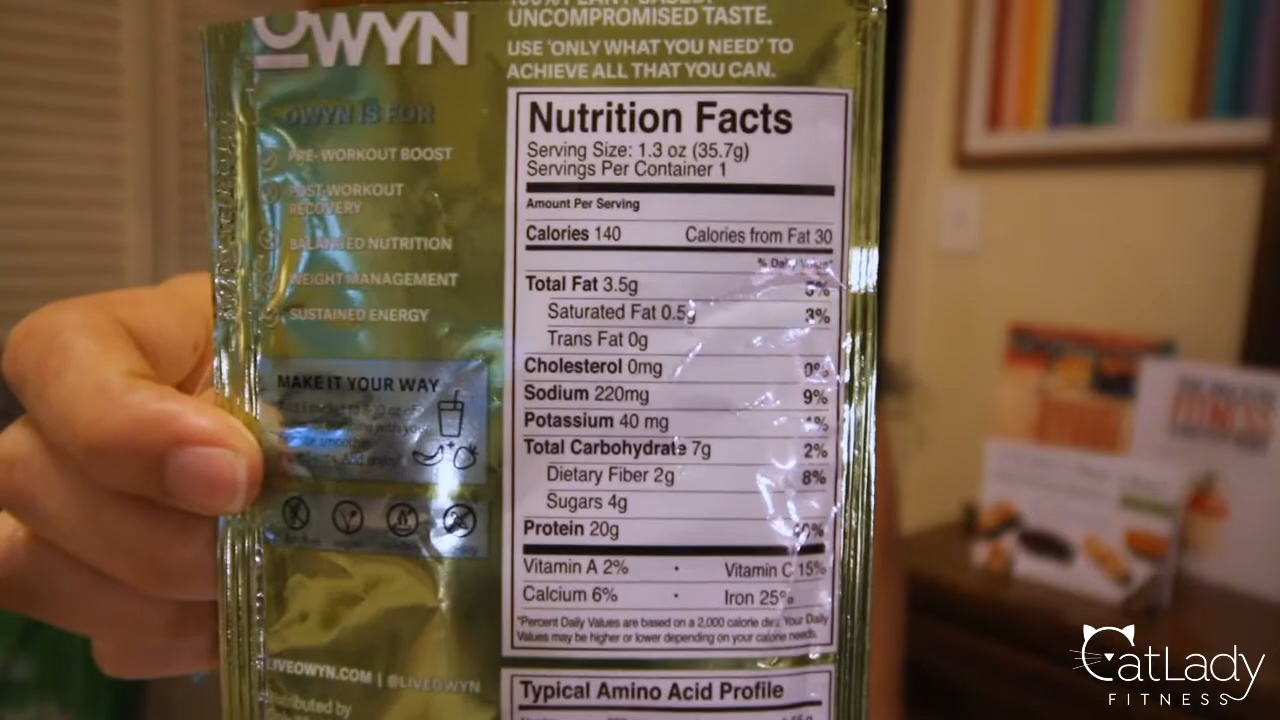 OWYN
100% PLANT-BASED.
UNCOMPROMISED TASTE.
USE 'ONLY WHAT YOU NEED' TO
ACHIEVE ALL THAT YOU CAN.
OWYN IS FOR
PRE-WORKOUT BOOST
POST-WORKOUT
RECOVERY
BALANCED NUTRITION
WEIGHT MANAGEMENT
SUSTAINED ENERGY
MAKE IT YOUR WAY
LIVEOWYN.COM | @LIVEOWYN
Distributed by
Nutrition Facts
Serving Size: 1.3 oz (35.7g)
Servings Per Container 1
Amount Per Serving
Calories 140 Calories from Fat 30
% Daily Value*
Total Fat 3.5g 5%
Saturated Fat 0.5g 3%
Trans Fat 0g
Cholesterol 0mg 0%
Sodium 220mg 9%
Potassium 40 mg 1%
Total Carbohydrate 7g 2%
Dietary Fiber 2g 8%
Sugars 4g
Protein 20g
Vitamin A 2% • Vitamin C 15%
Calcium 6% • Iron 25%
*Percent Daily Values are based on a 2,000 calorie diet. Your Daily
Values may be higher or lower depending on your calorie needs.
Typical Amino Acid Profile
CatLady
FITNESS